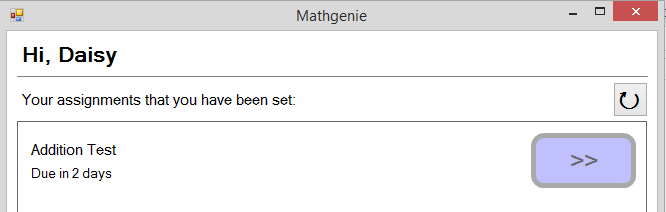 Mathgenie
Hi, Daisy
Your assignments that you have been set:
Addition Test
Due in 2 days
>>